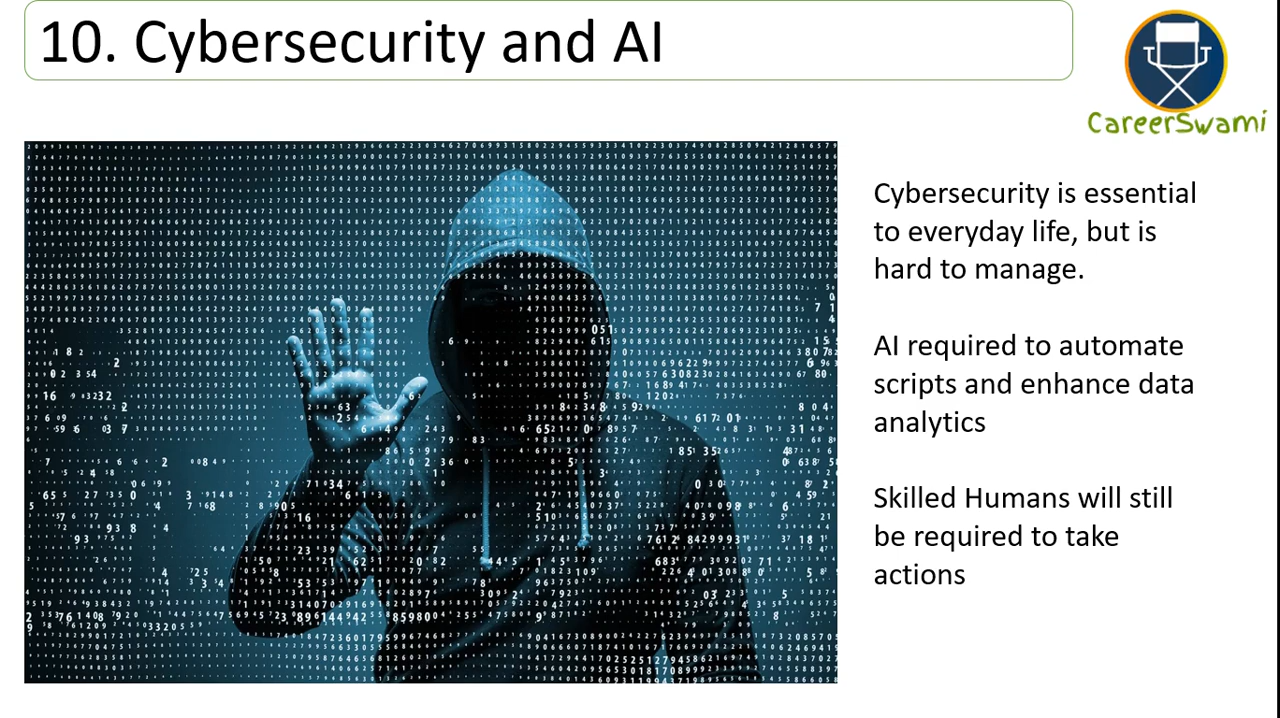 10. Cybersecurity and AI
CareerSwami
Cybersecurity is essential
to everyday life, but is
hard to manage.
AI required to automate
scripts and enhance data
analytics
Skilled Humans will still
be required to take
actions